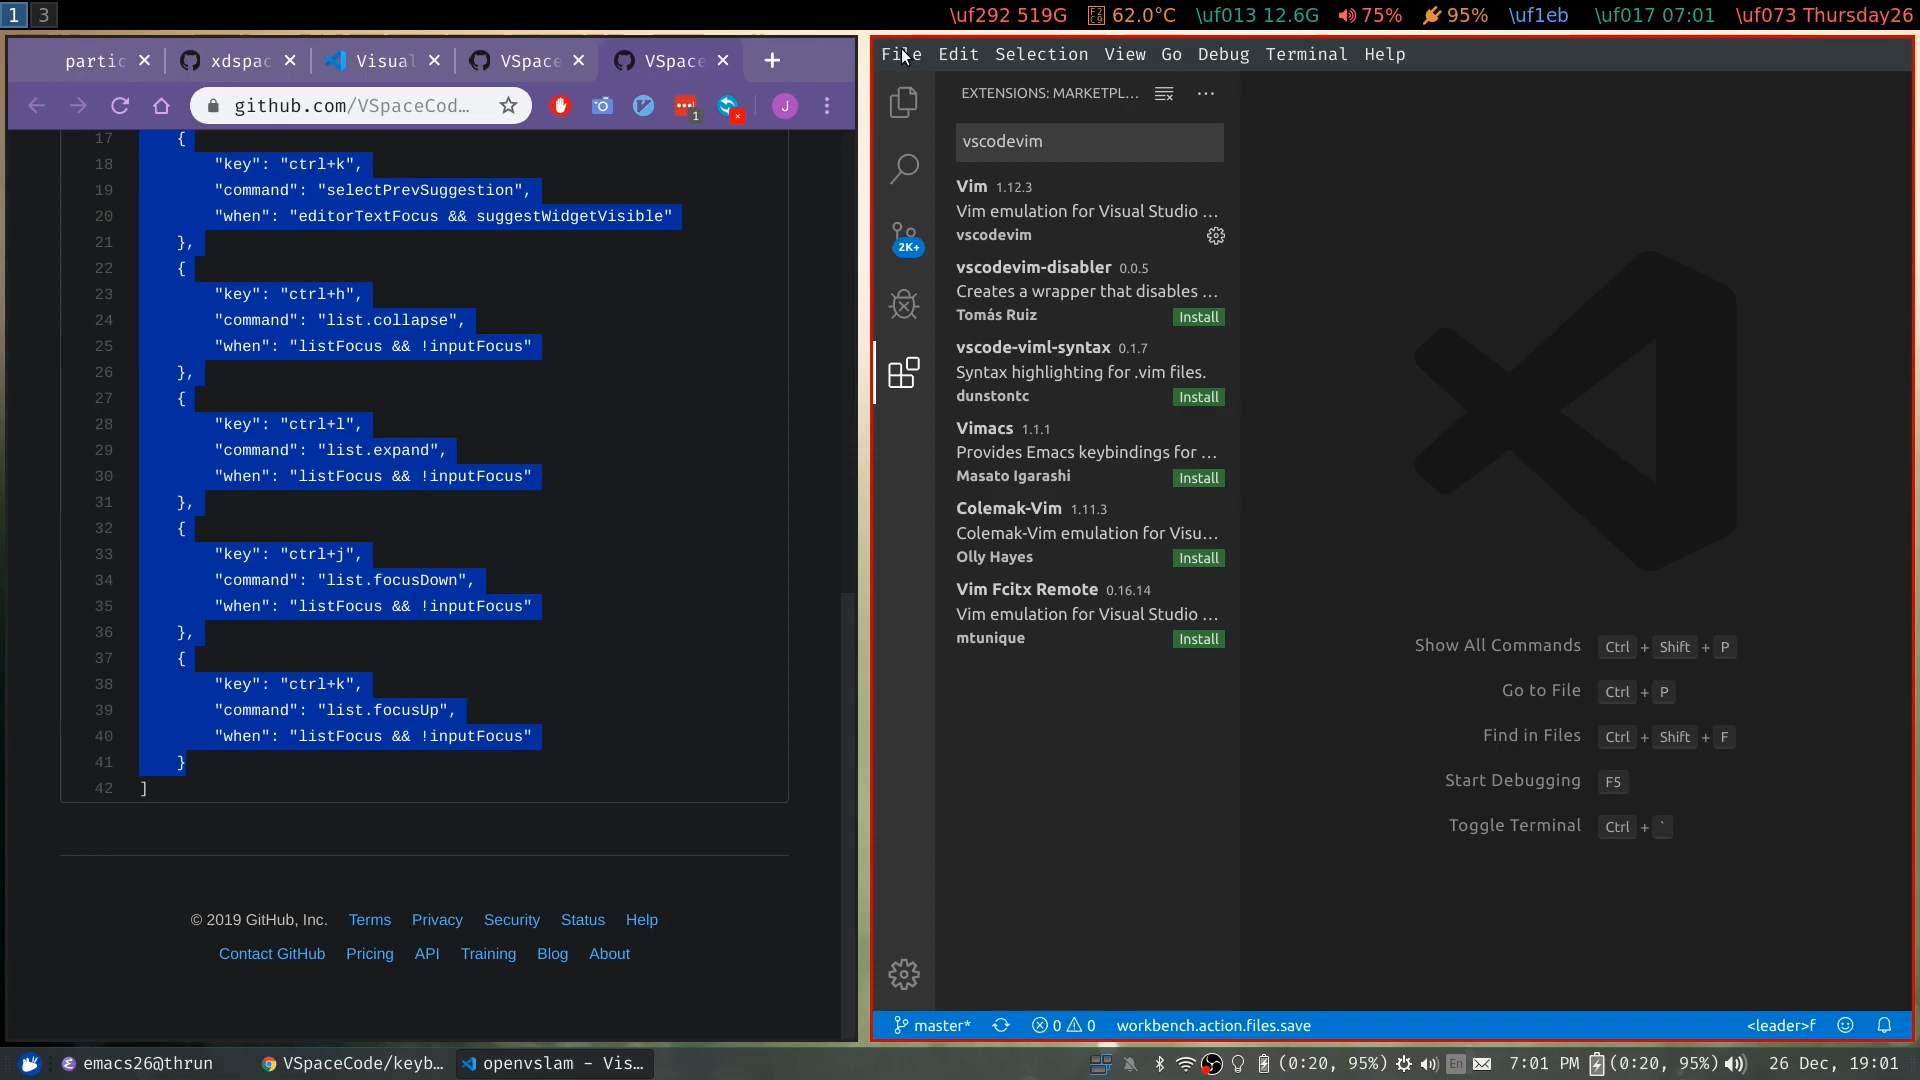 1 3 \uf292 519G 62.0°C \uf013 12.6G 75% 95% \uf1eb \uf017 07:01 \uf073 Thursday26
partic xdspac Visual VSpace VSpace
github.com/VSpaceCod... 1 J
17 {
18 "key": "ctrl+k",
19 "command": "selectPrevSuggestion",
20 "when": "editorTextFocus && suggestWidgetVisible"
21 },
22 {
23 "key": "ctrl+h",
24 "command": "list.collapse",
25 "when": "listFocus && !inputFocus"
26 },
27 {
28 "key": "ctrl+l",
29 "command": "list.expand",
30 "when": "listFocus && !inputFocus"
31 },
32 {
33 "key": "ctrl+j",
34 "command": "list.focusDown",
35 "when": "listFocus && !inputFocus"
36 },
37 {
38 "key": "ctrl+k",
39 "command": "list.focusUp",
40 "when": "listFocus && !inputFocus"
41 }
42 ]
© 2019 GitHub, Inc. Terms Privacy Security Status Help
Contact GitHub Pricing API Training Blog About
File Edit Selection View Go Debug Terminal Help
EXTENSIONS: MARKETPL... ...
vscodevim
2K+
Vim 1.12.3
Vim emulation for Visual Studio ...
vscodevim
vscodevim-disabler 0.0.5
Creates a wrapper that disables ...
Tomás Ruiz Install
vscode-viml-syntax 0.1.7
Syntax highlighting for .vim files.
dunstontc Install
Vimacs 1.1.1
Provides Emacs keybindings for ...
Masato Igarashi Install
Colemak-Vim 1.11.3
Colemak-Vim emulation for Visu...
Olly Hayes Install
Vim Fcitx Remote 0.16.14
Vim emulation for Visual Studio ...
mtunique Install
Show All Commands Ctrl + Shift + P
Go to File Ctrl + P
Find in Files Ctrl + Shift + F
Start Debugging F5
Toggle Terminal Ctrl + `
master* 0 0 workbench.action.files.save <leader>f
emacs26@thrun VSpaceCode/keyb... openvslam - Vis... (0:20, 95%) En 7:01 PM (0:20, 95%) 26 Dec, 19:01